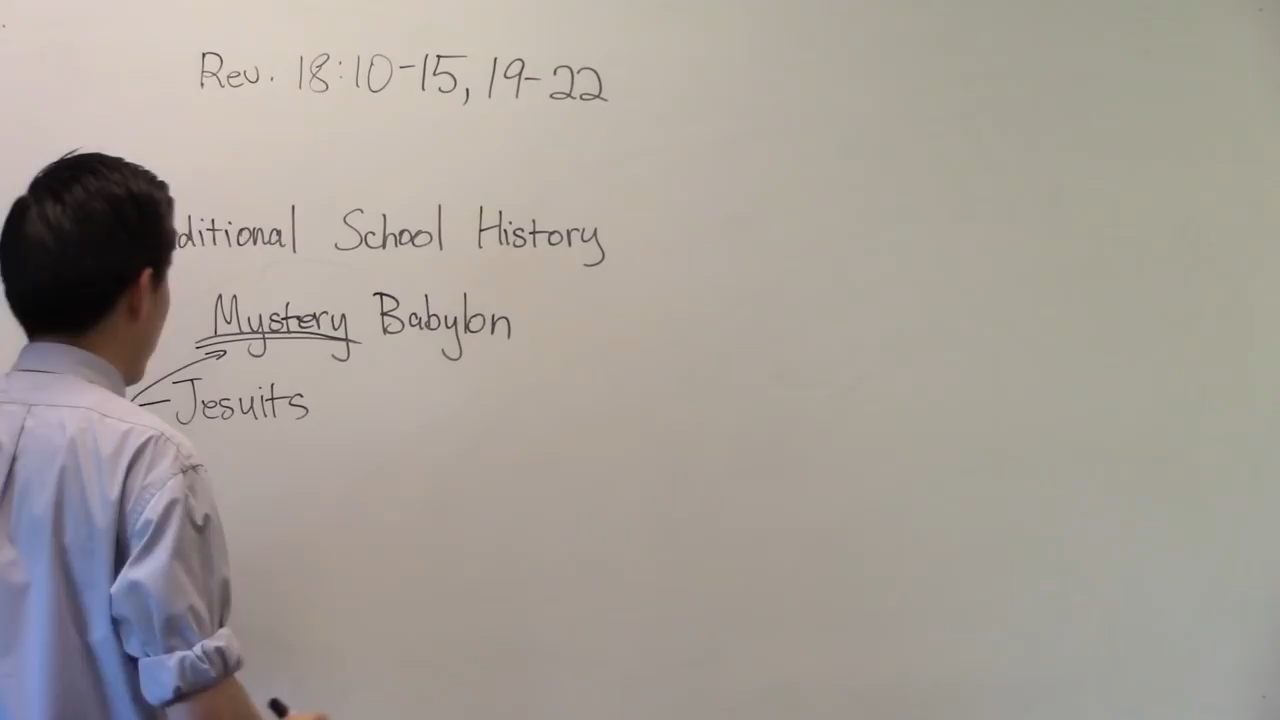 Rev. 18:10-15, 19-22
ditional School History
Mystery Babylon
- Jesuits